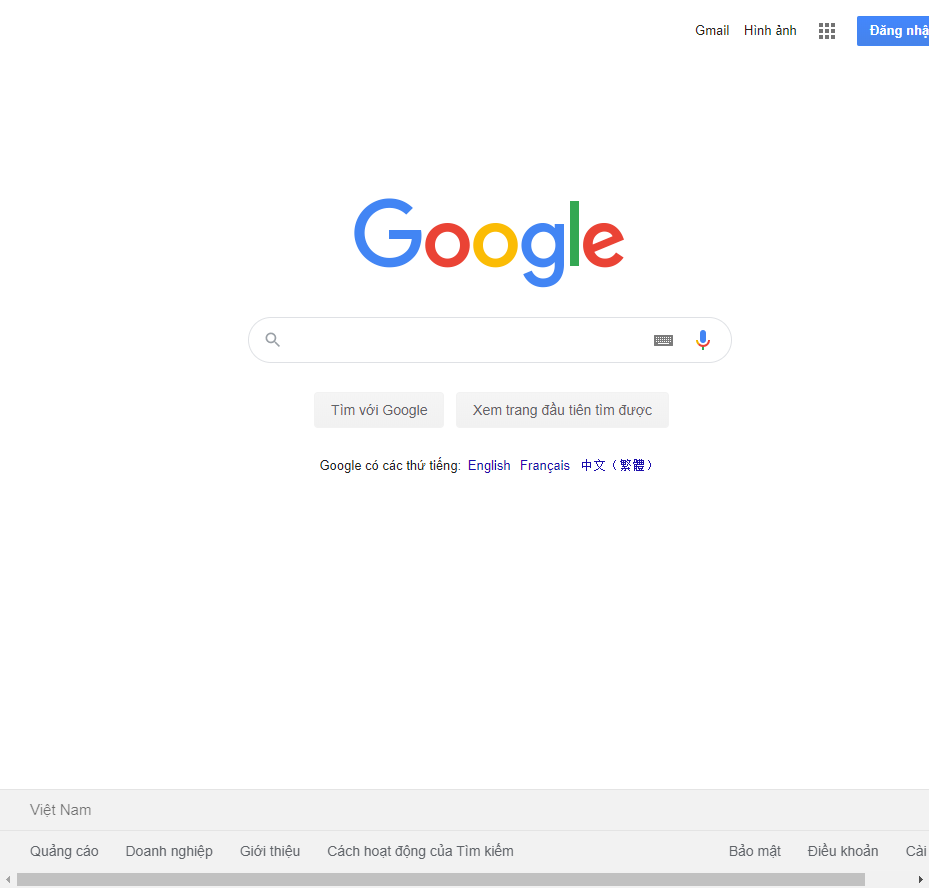 Gmail Hình ảnh Đăng nhậ
Google
Tìm với Google Xem trang đầu tiên tìm được
Google có các thứ tiếng: English Français 中文（繁體）
Việt Nam
Quảng cáo Doanh nghiệp Giới thiệu Cách hoạt động của Tìm kiếm Bảo mật Điều khoản Cài